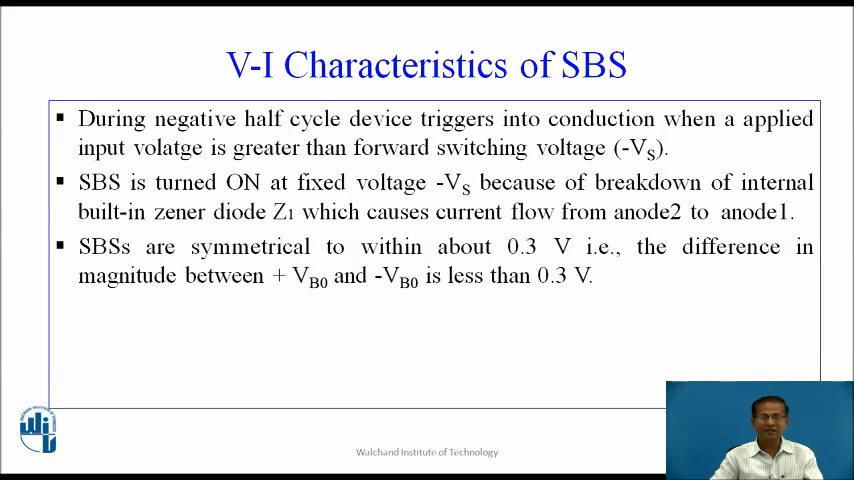 V-I Characteristics of SBS
▪ During negative half cycle device triggers into conduction when a applied
input volatge is greater than forward switching voltage (-VS).
▪ SBS is turned ON at fixed voltage -VS because of breakdown of internal
built-in zener diode Z1 which causes current flow from anode2 to anode1.
▪ SBSs are symmetrical to within about 0.3 V i.e., the difference in
magnitude between + VB0 and -VB0 is less than 0.3 V.
Walchand Institute of Technology